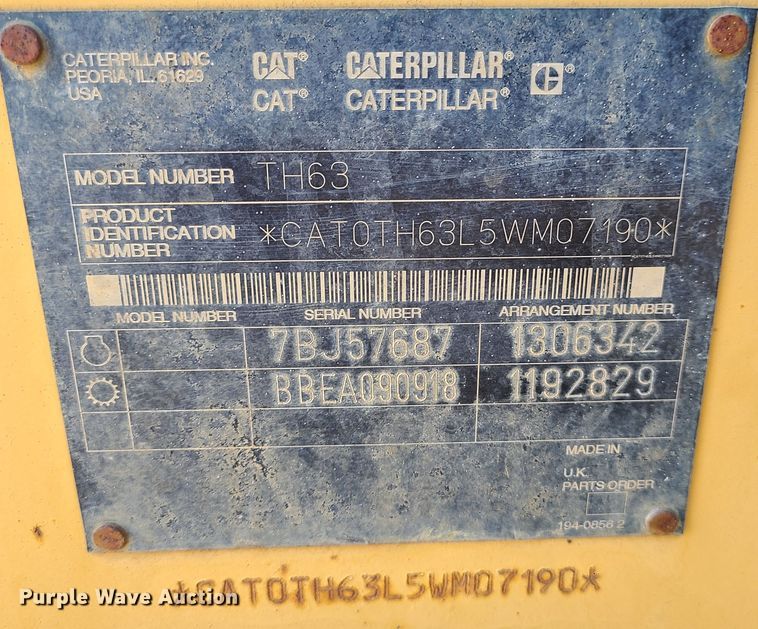 CATERPILLAR INC.
PEORIA, IL. 61629
USA
CAT® CATERPILLAR® C®
CAT® CATERPILLAR®
MODEL NUMBER TH63
PRODUCT
IDENTIFICATION
NUMBER
*CAT0TH63L5WM07190*
MODEL NUMBER SERIAL NUMBER ARRANGEMENT NUMBER
7BJ57687 1306342
BBEA090918 1192829
MADE IN
U.K.
PARTS ORDER
194-0856 2
*CAT0TH63L5WM07190*
Purple Wave Auction